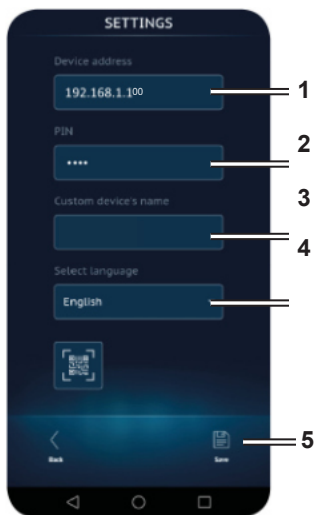 SETTINGS
Device address
192.168.1.100
1
PIN
2
••••
Custom device's name
3
4
Select language
English
Back
Save
5